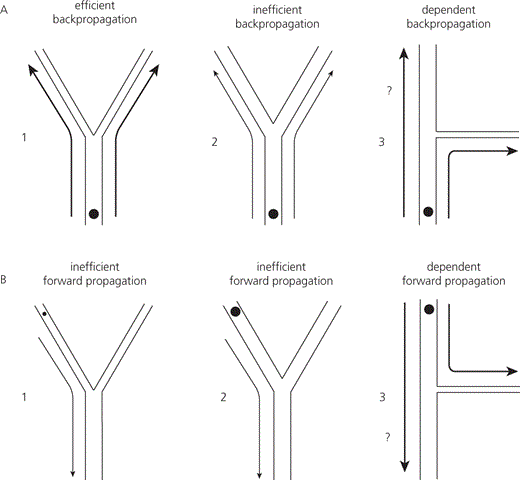 A
efficient
backpropagation
inefficient
backpropagation
dependent
backpropagation
?
1
2
3
B
inefficient
forward propagation
inefficient
forward propagation
dependent
forward propagation
1
2
3
?